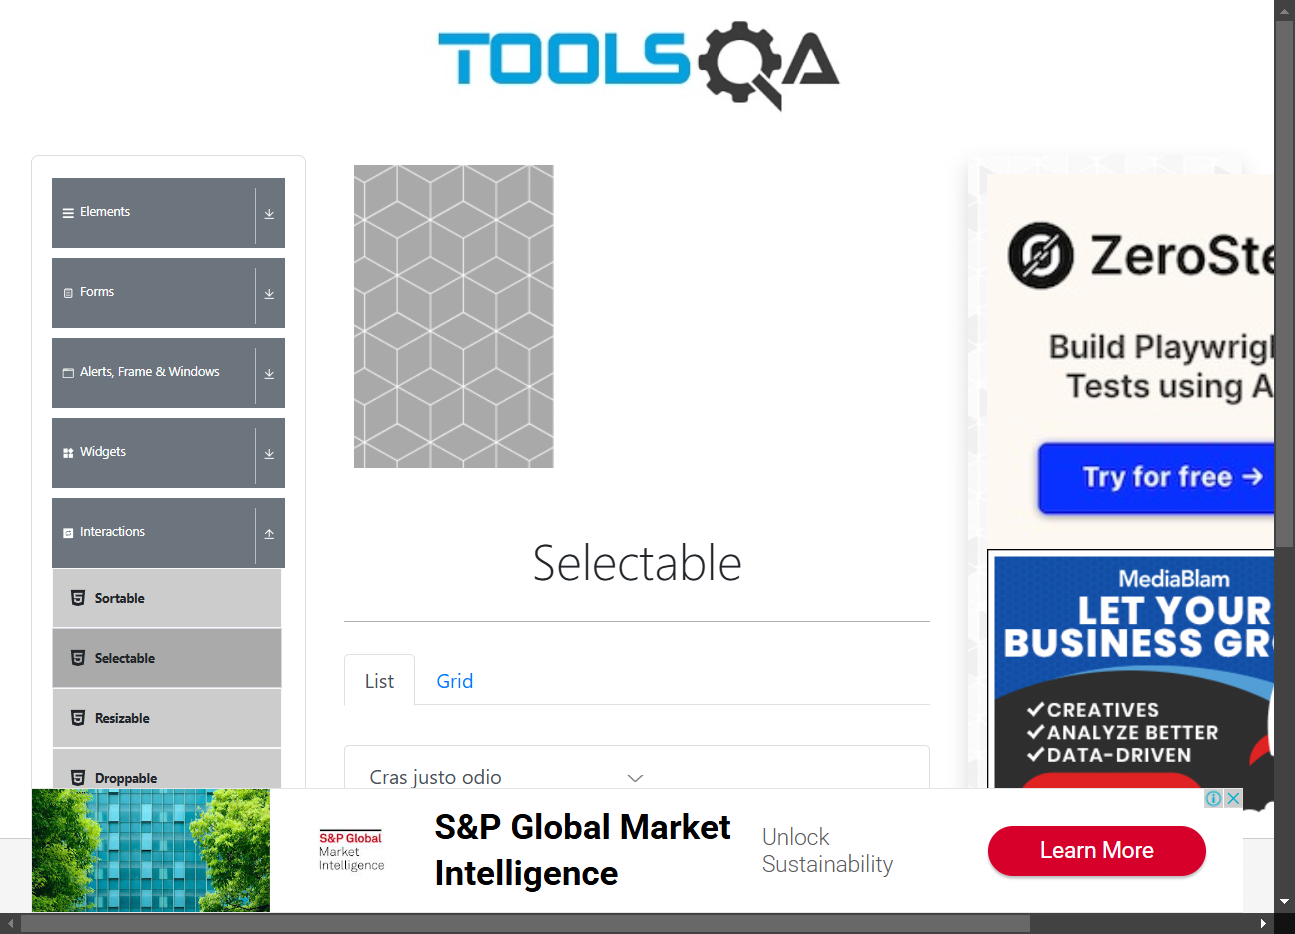 TOOLSQA
Elements
Forms
Alerts, Frame & Windows
Widgets
Interactions
Sortable
Selectable
Resizable
Droppable
Selectable
List
Grid
Cras justo odio
ZeroSte
Build Playwrig
Tests using A
Try for free →
MediaBlam
LET YOUR
BUSINESS GR
✓CREATIVES
✓ANALYZE BETTER
✓DATA-DRIVEN
S&P Global
Market
Intelligence
S&P Global Market
Intelligence
Unlock
Sustainability
Learn More